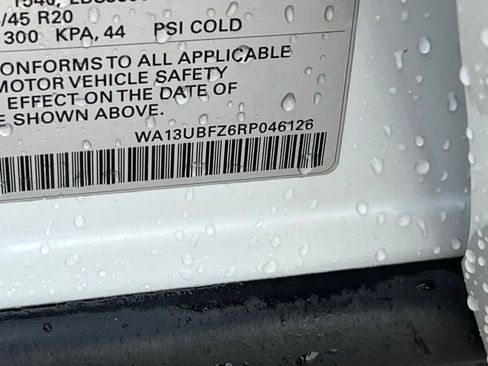 /45 R20
300 KPA, 44 PSI COLD
CONFORMS TO ALL APPLICABLE
MOTOR VEHICLE SAFETY
EFFECT ON THE DATE OF
SHOWN ABOVE.
WA13UBFZ6RP046126